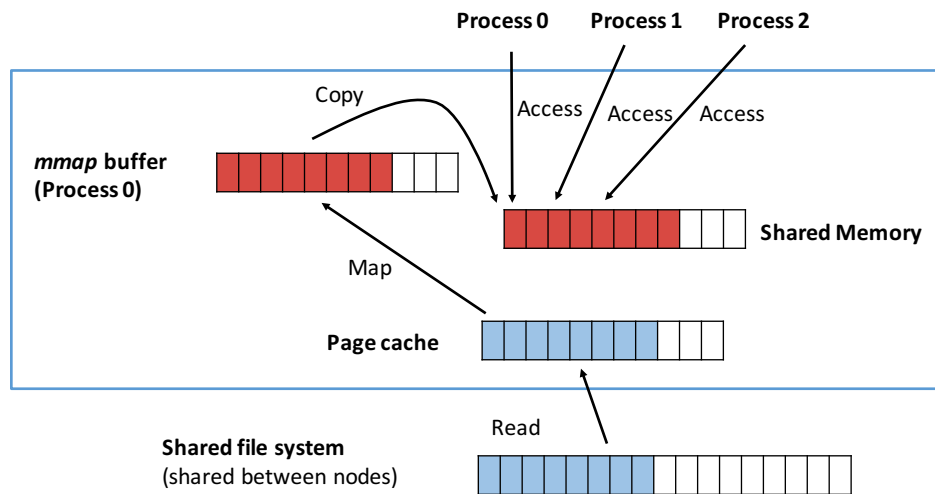 Process 0
Process 1
Process 2
Copy
Access
Access
Access
mmap buffer
(Process 0)
Shared Memory
Map
Page cache
Read
Shared file system
(shared between nodes)